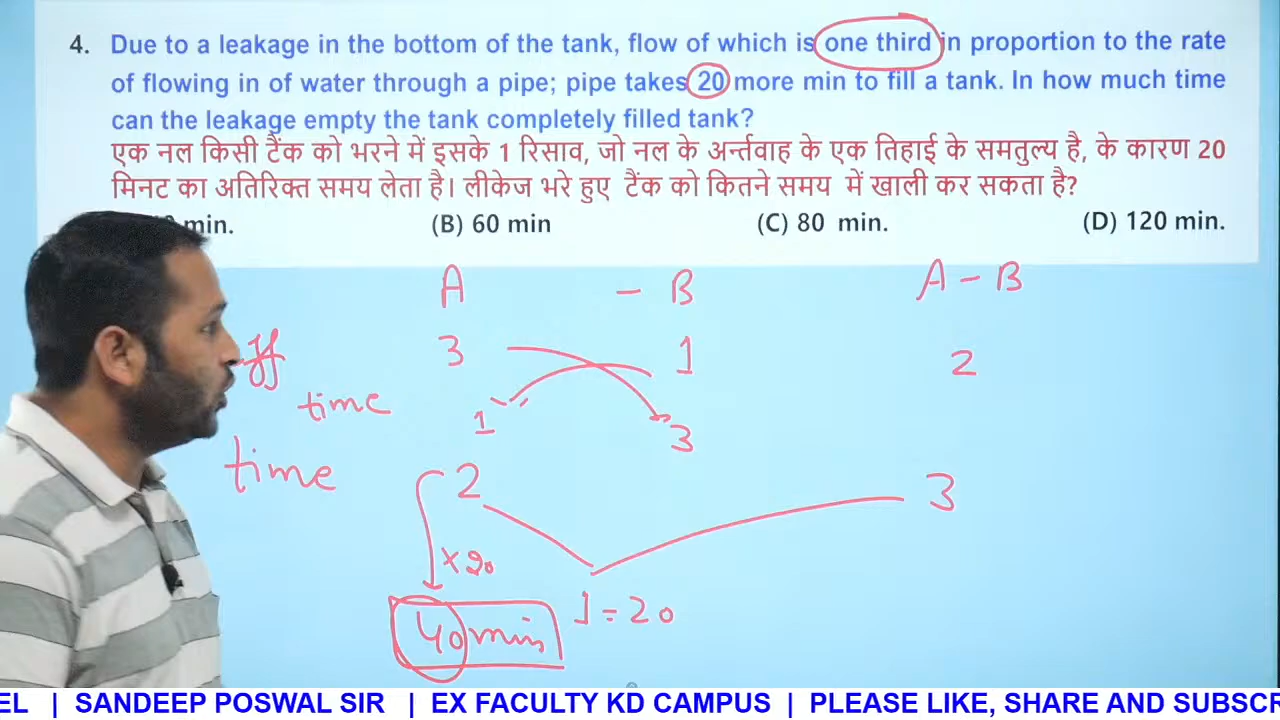 4. Due to a leakage in the bottom of the tank, flow of which is one third in proportion to the rate
of flowing in of water through a pipe; pipe takes 20 more min to fill a tank. In how much time
can the leakage empty the tank completely filled tank?
एक नल किसी टैंक को भरने में इसके 1 रिसाव, जो नल के अर्न्तवाह के एक तिहाई के समतुल्य है, के कारण 20
मिनट का अतिरिक्त समय लेता है। लीकेज भरे हुए टैंक को कितने समय में खाली कर सकता है?
min. (B) 60 min (C) 80 min. (D) 120 min.
A - B A - B
eff 3 1 2
time 1 3
time 2 3
×20
40 min 1 = 20
EL | SANDEEP POSWAL SIR | EX FACULTY KD CAMPUS | PLEASE LIKE, SHARE AND SUBSCR